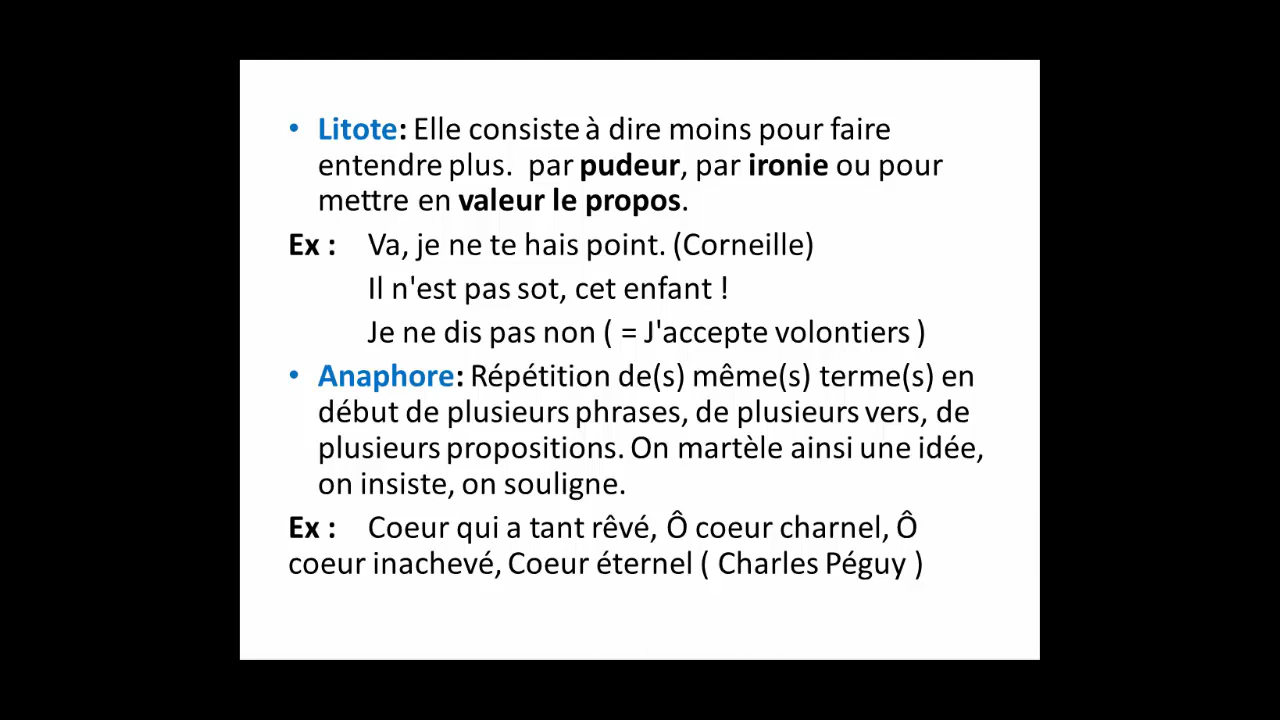 • Litote: Elle consiste à dire moins pour faire
entendre plus.  par pudeur, par ironie ou pour
mettre en valeur le propos.
Ex :    Va, je ne te hais point. (Corneille)
Il n'est pas sot, cet enfant !
Je ne dis pas non ( = J'accepte volontiers )
• Anaphore: Répétition de(s) même(s) terme(s) en
début de plusieurs phrases, de plusieurs vers, de
plusieurs propositions. On martèle ainsi une idée,
on insiste, on souligne.
Ex :    Coeur qui a tant rêvé, Ô coeur charnel, Ô
coeur inachevé, Coeur éternel ( Charles Péguy )